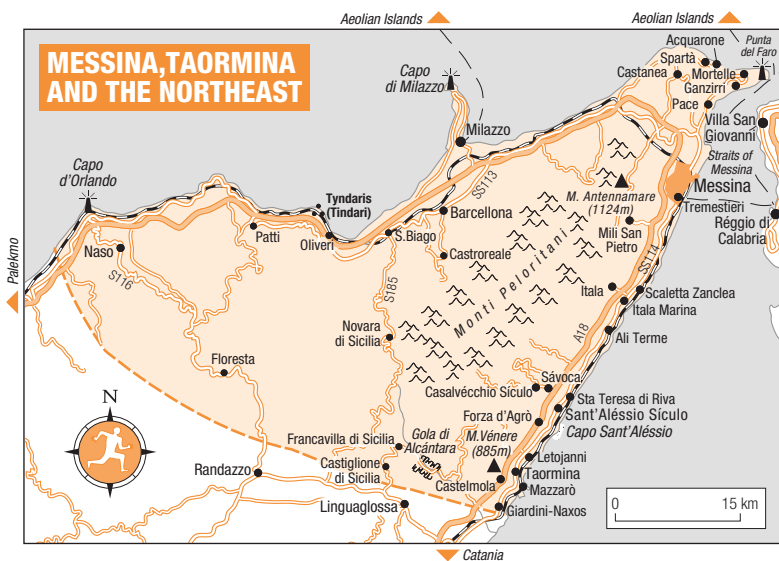 Aeolian Islands
Aeolian Islands
MESSINA,TAORMINA
AND THE NORTHEAST
Acquarone
Punta
del Faro
Spartà
Capo
di Milazzo
Castanea
Mortelle
Ganzirri
Pace
Villa San
Giovanni
Milazzo
Straits of
Messina
Capo
d'Orlando
SS113
Messina
M. Antennamare
(1124m)
Tremestieri
Tyndaris
(Tindari)
Barcellona
Réggio di
Calabria
Patti
Oliveri
S.Biago
Mili San
Pietro
Naso
Castroreale
SS114
Palekmo
S116
S185
Monti Peloritani
Itala
Scaletta Zanclea
Itala Marina
A18
Novara
di Sicilia
Ali Terme
Floresta
Sávoca
Casalvécchio Sículo
Sta Teresa di Riva
N
Forza d'Agrò
Sant'Aléssio Sículo
Capo Sant'Aléssio
Francavilla di Sicilia
Gola di
Alcántara
M.Vénere
(885m)
Letojanni
Randazzo
Castiglione
di Sicilia
Taormina
Castelmola
Mazzarò
Linguaglossa
Giardini-Naxos
0
15 km
Catania